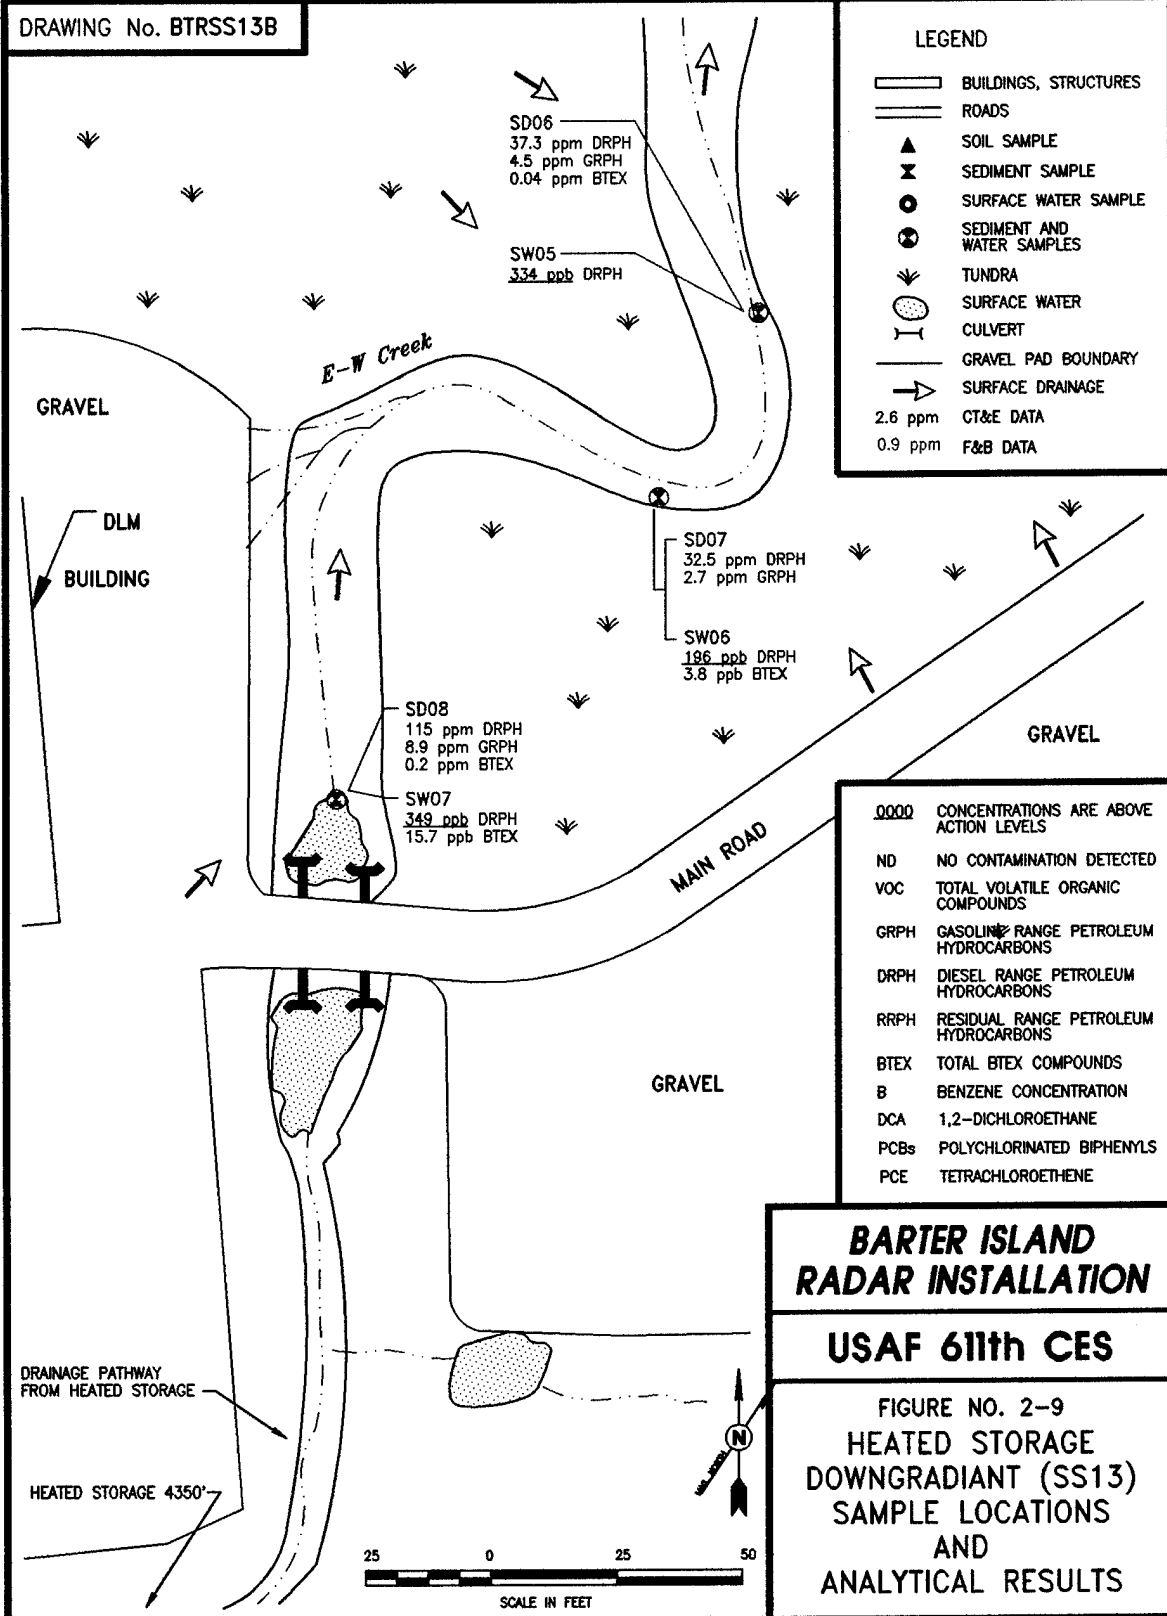 DRAWING No. BTRSS13B
SD06
37.3 ppm DRPH
4.5 ppm GRPH
0.04 ppm BTEX
SW05
334 ppb DRPH
E-W Creek
GRAVEL
DLM
BUILDING
SD07
32.5 ppm DRPH
2.7 ppm GRPH
SW06
196 ppb DRPH
3.8 ppb BTEX
SD08
115 ppm DRPH
8.9 ppm GRPH
0.2 ppm BTEX
SW07
349 ppb DRPH
15.7 ppb BTEX
MAIN ROAD
GRAVEL
GRAVEL
DRAINAGE PATHWAY
FROM HEATED STORAGE
HEATED STORAGE 4350'
N
25 0 25 50
SCALE IN FEET
LEGEND
BUILDINGS, STRUCTURES
ROADS
SOIL SAMPLE
SEDIMENT SAMPLE
SURFACE WATER SAMPLE
SEDIMENT AND
WATER SAMPLES
TUNDRA
SURFACE WATER
CULVERT
GRAVEL PAD BOUNDARY
SURFACE DRAINAGE
2.6 ppm CT&E DATA
0.9 ppm F&B DATA
0000 CONCENTRATIONS ARE ABOVE
ACTION LEVELS
ND NO CONTAMINATION DETECTED
VOC TOTAL VOLATILE ORGANIC
COMPOUNDS
GRPH GASOLINE RANGE PETROLEUM
HYDROCARBONS
DRPH DIESEL RANGE PETROLEUM
HYDROCARBONS
RRPH RESIDUAL RANGE PETROLEUM
HYDROCARBONS
BTEX TOTAL BTEX COMPOUNDS
B BENZENE CONCENTRATION
DCA 1,2-DICHLOROETHANE
PCBs POLYCHLORINATED BIPHENYLS
PCE TETRACHLOROETHENE
BARTER ISLAND
RADAR INSTALLATION
USAF 611th CES
FIGURE NO. 2-9
HEATED STORAGE
DOWNGRADIANT (SS13)
SAMPLE LOCATIONS
AND
ANALYTICAL RESULTS